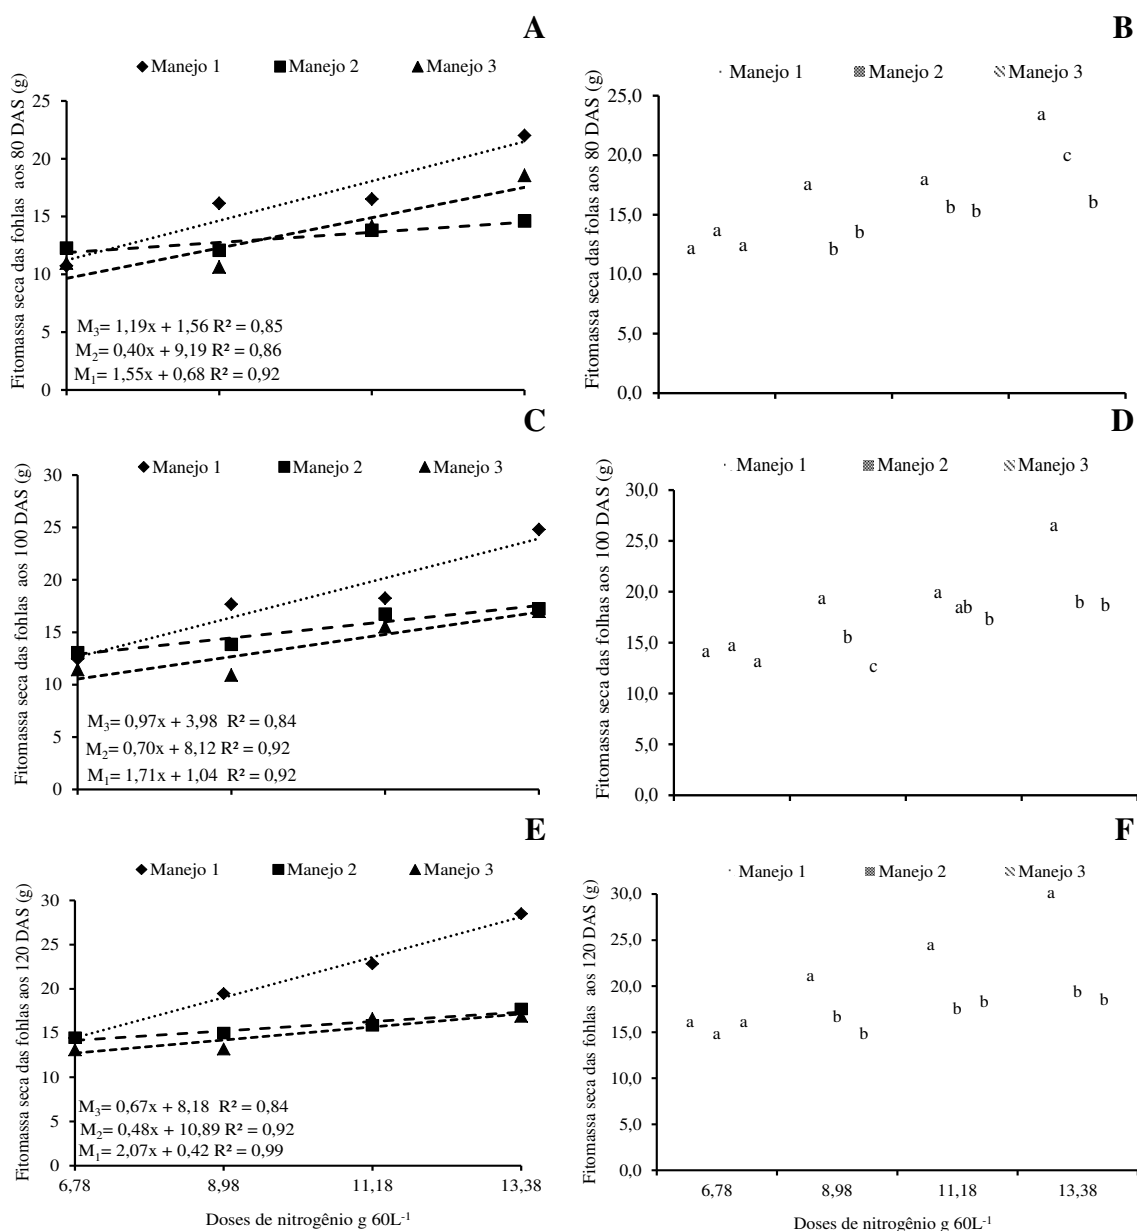 A
Manejo 1 Manejo 2 Manejo 3
Fitomassa seca das fohlas aos 80 DAS (g)
25
20
15
10
5
0
M3= 1,19x + 1,56 R² = 0,85
M2= 0,40x + 9,19 R² = 0,86
M1= 1,55x + 0,68 R² = 0,92
B
Manejo 1 Manejo 2 Manejo 3
Fitomassa seca das folas aos 80 DAS (g)
25,0
20,0
15,0
10,0
5,0
0,0
a a a
a b b
a b b
a c b
C
Manejo 1 Manejo 2 Manejo 3
Fitomassa seca das fohlas aos 100 DAS (g)
30
25
20
15
10
5
0
M3= 0,97x + 3,98 R² = 0,84
M2= 0,70x + 8,12 R² = 0,92
M1= 1,71x + 1,04 R² = 0,92
D
Manejo 1 Manejo 2 Manejo 3
Fitomassa seca das folhas aos 100 DAS (g)
30,0
25,0
20,0
15,0
10,0
5,0
0,0
a a a
a b c
a ab b
a b b
E
Manejo 1 Manejo 2 Manejo 3
Fitomassa seca das fohlas aos 120 DAS (g)
30
25
20
15
10
5
0
M3= 0,67x + 8,18 R² = 0,84
M2= 0,48x + 10,89 R² = 0,92
M1= 2,07x + 0,42 R² = 0,99
6,78 8,98 11,18 13,38
Doses de nitrogênio g 60L-1
F
Manejo 1 Manejo 2 Manejo 3
Fitomassa seca das fohlas aos 120 DAS (g)
30,0
25,0
20,0
15,0
10,0
5,0
0,0
a a a
a b b
a b b
a b b
6,78 8,98 11,18 13,38
Doses de nitrogênio g 60L-1